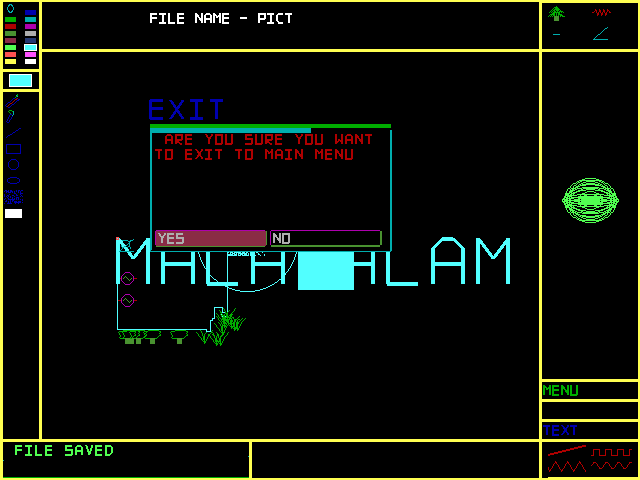 FILE NAME - PICT
EXIT
ARE YOU SURE YOU WANT
TO EXIT TO MAIN MENU
YES NO
MALA ALAM
MENU
TEXT
FILE SAVED